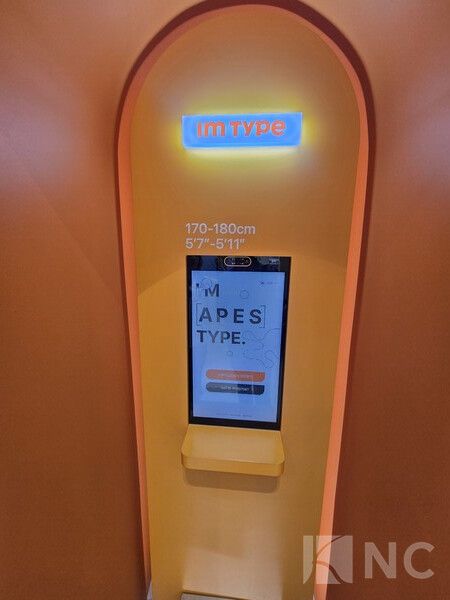 Im TYPE
170-180cm
5'7"-5'11"
I'M
[APES]
TYPE.
NC